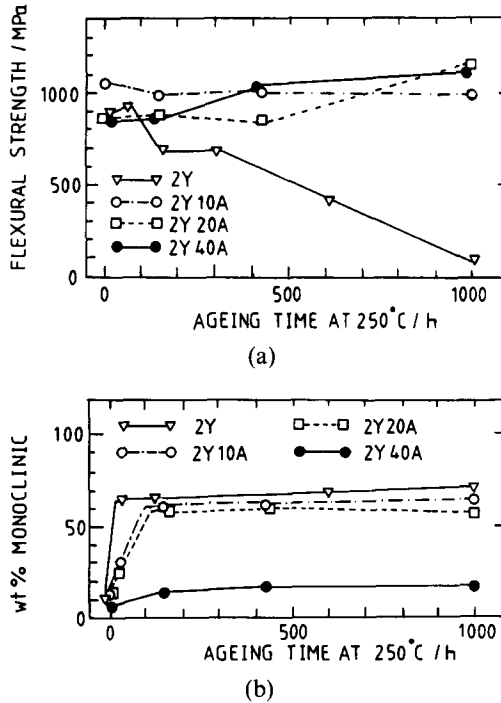 FLEXURAL STRENGTH / MPa
1000
500
0
2Y
2Y 10A
2Y 20A
2Y 40A
0
500
1000
AGEING TIME AT 250°C / h
(a)
wt % MONOCLINIC
100
50
0
2Y
2Y20A
2Y10A
2Y 40A
0
500
1000
AGEING TIME AT 250°C / h
(b)